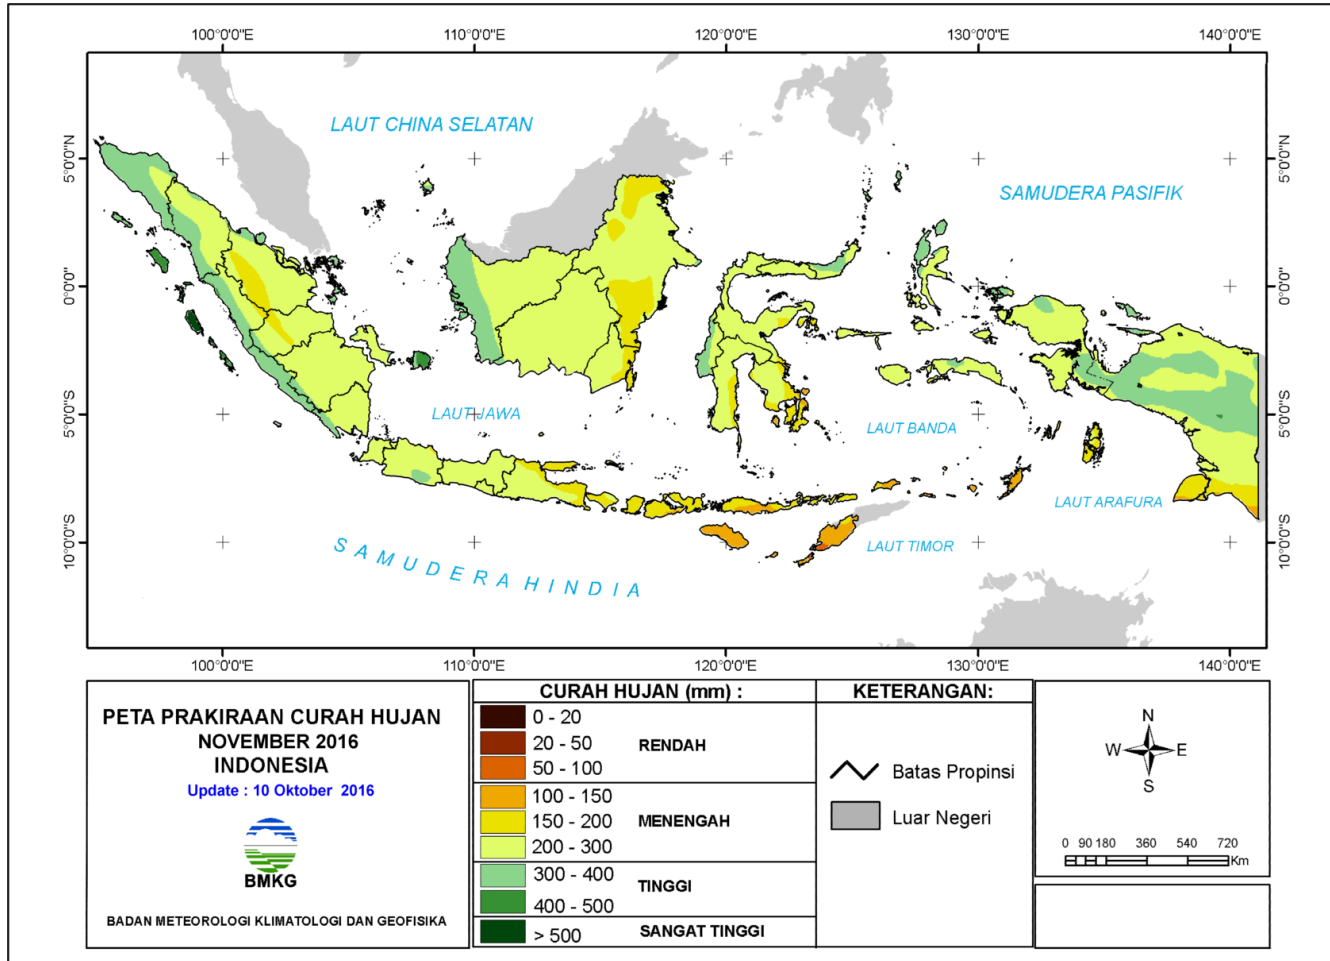 100°0'0"E 110°0'0"E 120°0'0"E 130°0'0"E 140°0'0"E
5°0'0"N 5°0'0"N
0°0'0" 0°0'0"
5°0'0"S 5°0'0"S
10°0'0"S 10°0'0"S
LAUT CHINA SELATAN
SAMUDERA PASIFIK
LAUT JAWA
LAUT BANDA
LAUT ARAFURA
LAUT TIMOR
SAMUDERA HINDIA
100°0'0"E 110°0'0"E 120°0'0"E 130°0'0"E 140°0'0"E
PETA PRAKIRAAN CURAH HUJAN
NOVEMBER 2016
INDONESIA
Update : 10 Oktober 2016
BMKG
BADAN METEOROLOGI KLIMATOLOGI DAN GEOFISIKA
CURAH HUJAN (mm) :
0 - 20
20 - 50
50 - 100
RENDAH
100 - 150
150 - 200
200 - 300
MENENGAH
300 - 400
400 - 500
TINGGI
> 500
SANGAT TINGGI
KETERANGAN:
Batas Propinsi
Luar Negeri
N
W E
S
0 90 180 360 540 720
Km